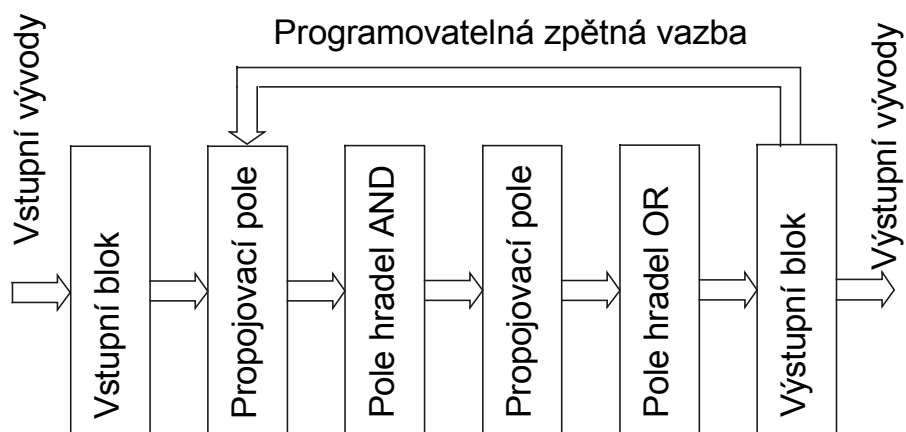 Programovatelná zpětná vazba
Vstupní vývody
Vstupní blok
Propojovací pole
Pole hradel AND
Propojovací pole
Pole hradel OR
Výstupní blok
Výstupní vývody